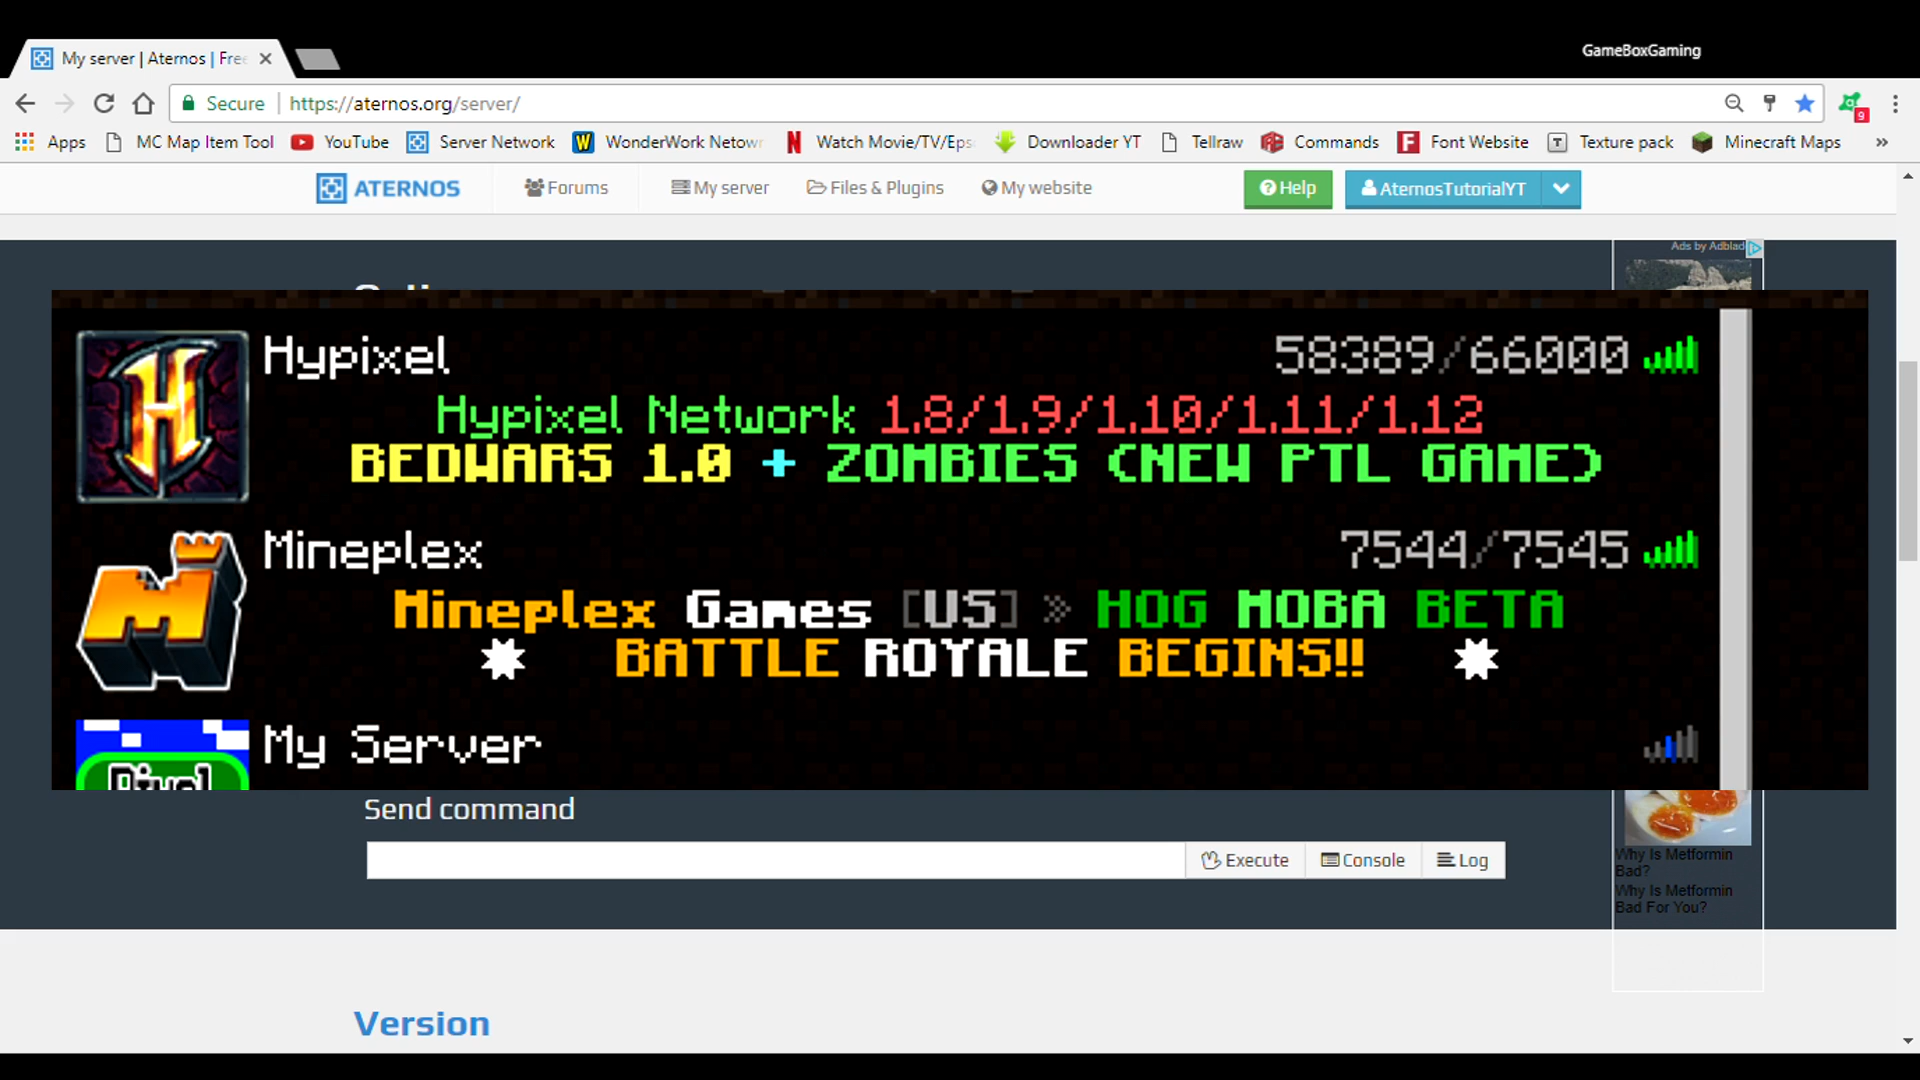 My server | Aternos | Free
GameBoxGaming
Secure https://aternos.org/server/
9
Apps MC Map Item Tool YouTube Server Network WonderWork Netow Watch Movie/TV/Eps Downloader YT Tellraw Commands Font Website Texture pack Minecraft Maps »
ATERNOS Forums My server Files & Plugins My website Help AternosTutorialYT
Ads by Adblade
Hypixel 58389/66000
Hypixel Network 1.8/1.9/1.10/1.11/1.12
BEDWARS 1.0 + ZOMBIES (NEW PTL GAME)
Mineplex 7544/7545
Mineplex Games [US] » HOG MOBA BETA
BATTLE ROYALE BEGINS!!
My Server
Send command
Execute Console Log
Why Is Metformin
Bad?
Why Is Metformin
Bad For You?
Version